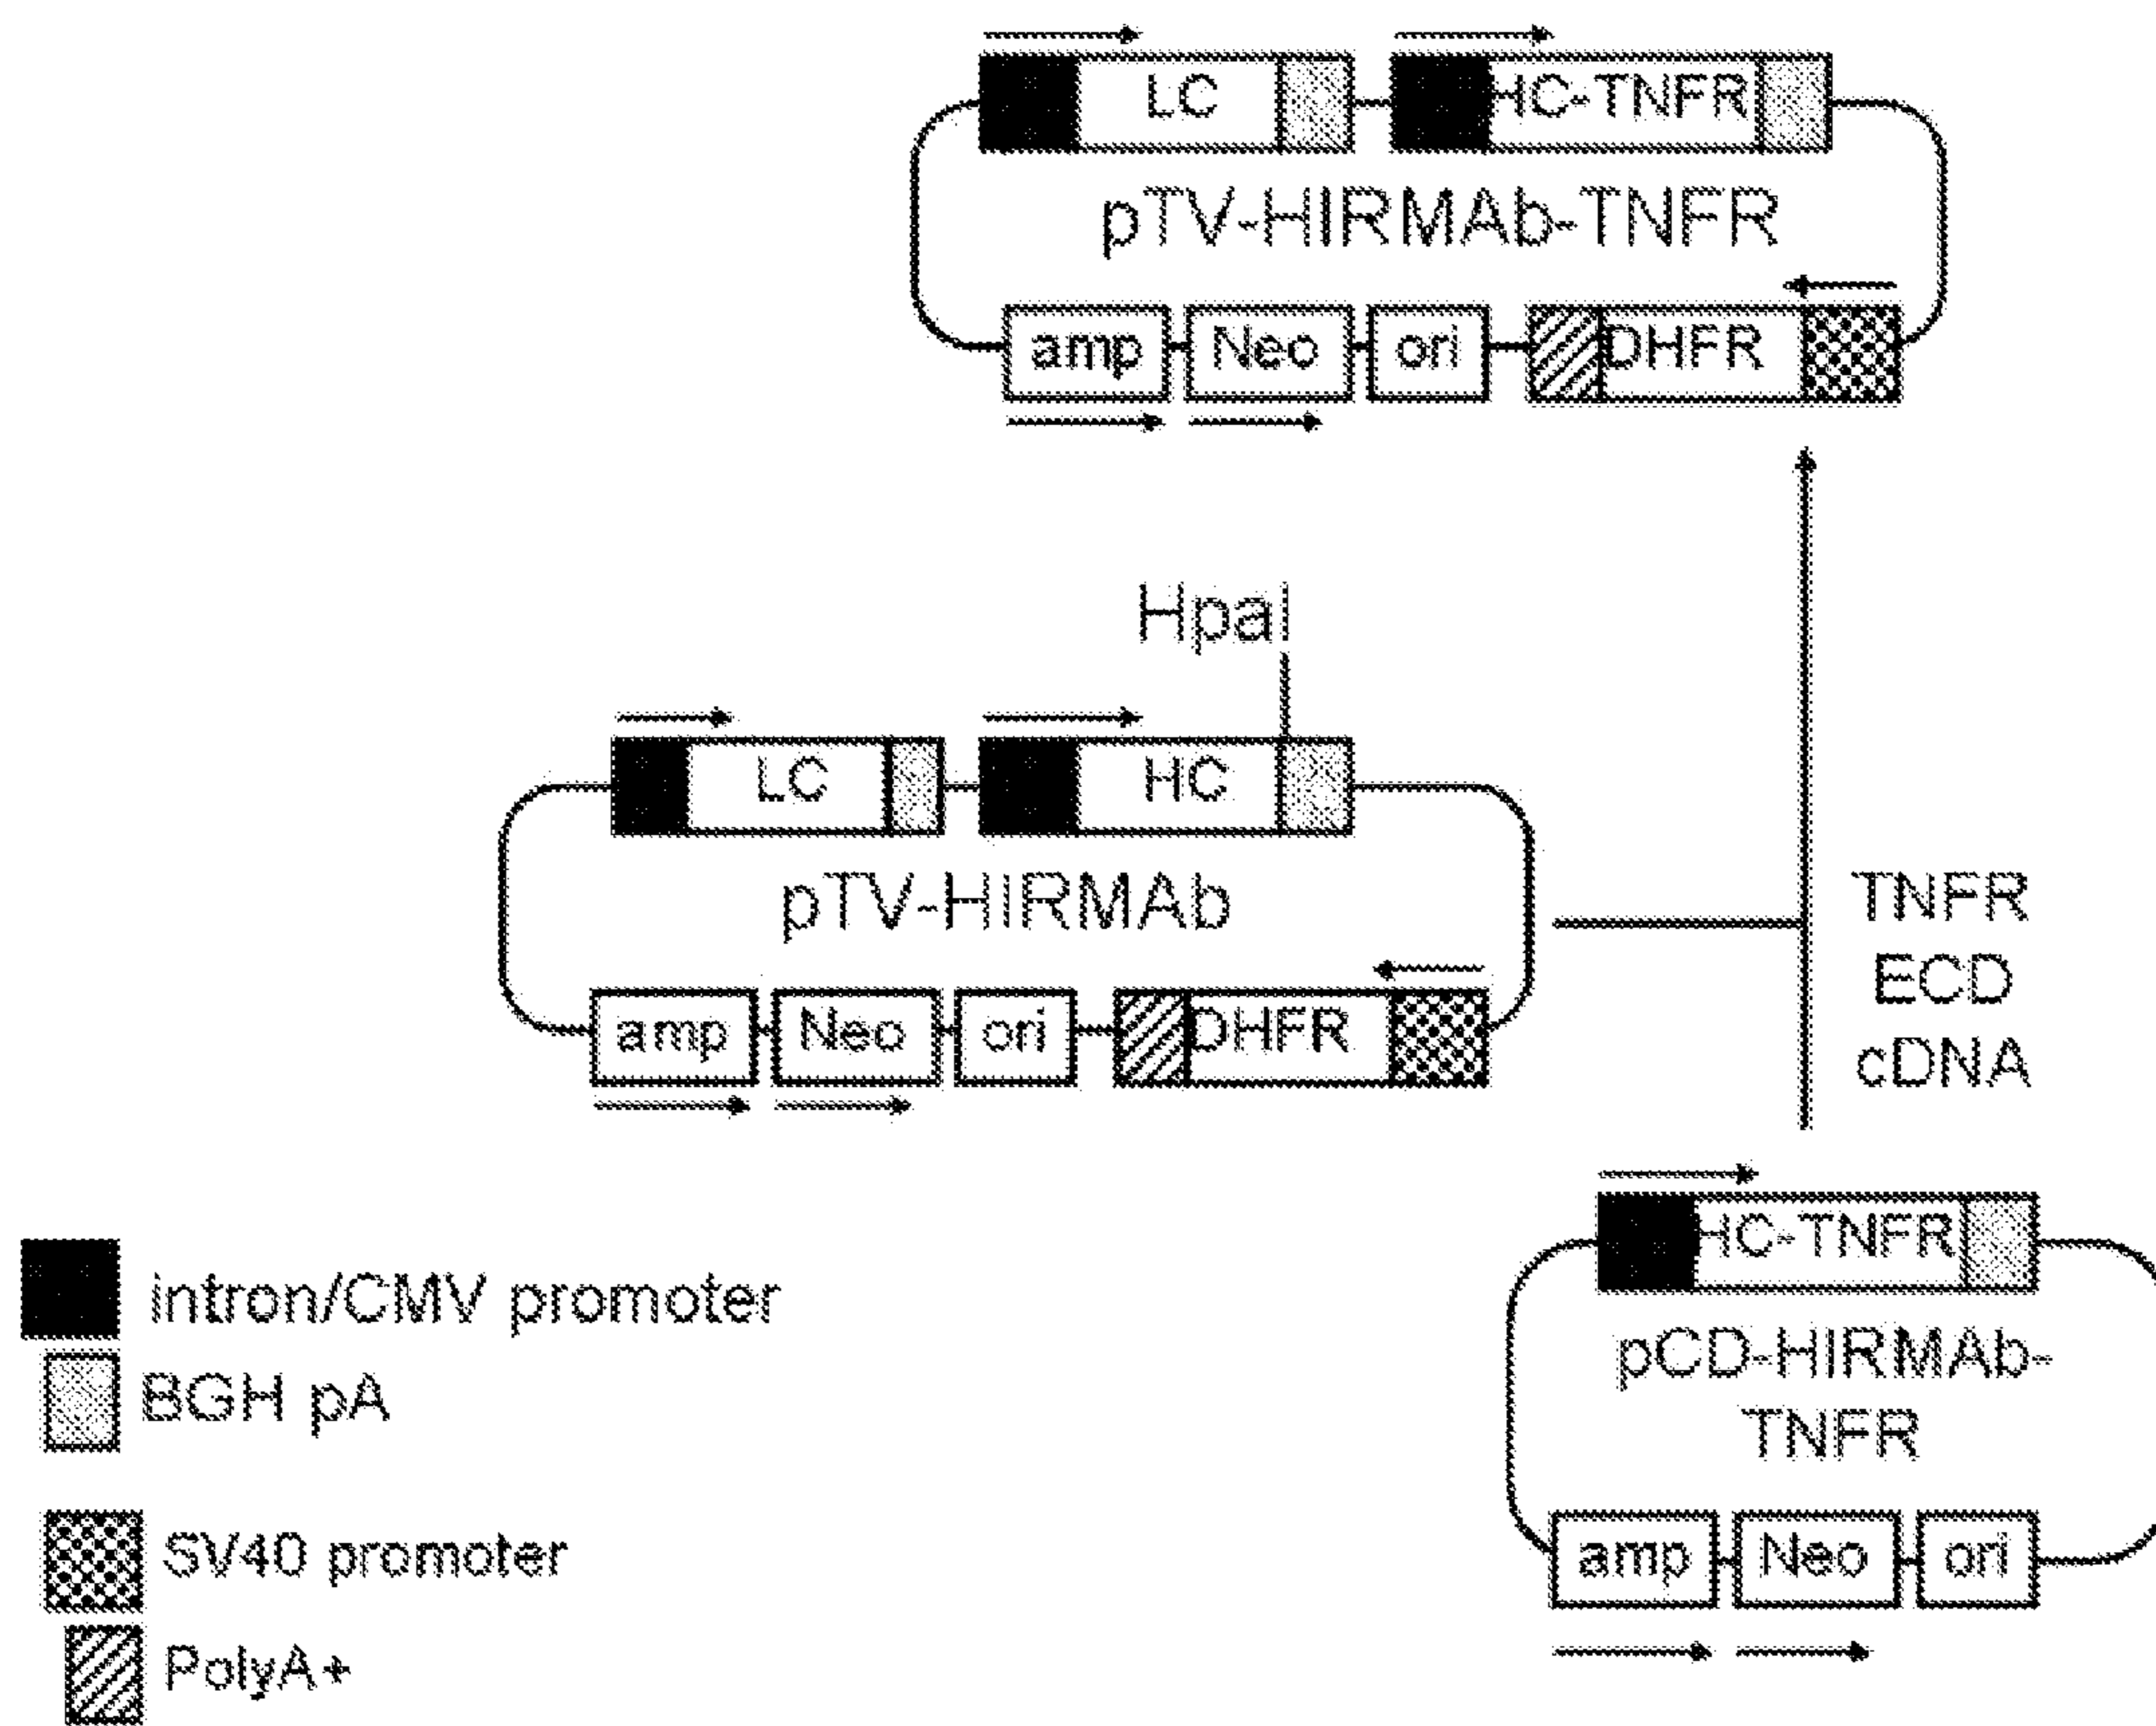 LC HC-TNFR
pTV-HIRMAb-TNFR
amp Neo ori DHFR
HpaI
LC HC
pTV-HIRMAb
TNFR
ECD
cDNA
amp Neo ori DHFR
HC-TNFR
intron/CMV promoter
pCD-HIRMAb-
TNFR
BGH pA
SV40 promoter
amp Neo ori
PolyA+